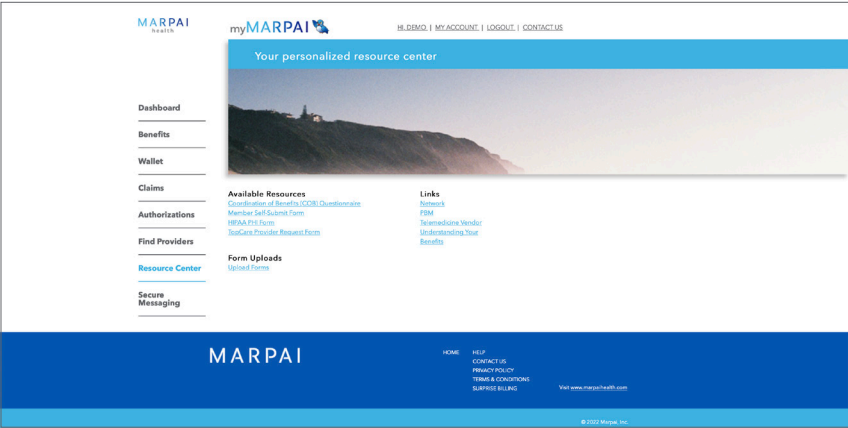 MARPAI
health
myMARPAI
HI, DEMO | MY ACCOUNT | LOGOUT | CONTACT US
Your personalized resource center
Dashboard
Benefits
Wallet
Claims
Authorizations
Find Providers
Resource Center
Secure
Messaging
Available Resources
Coordination of Benefits (COB) Questionnaire
Member Self-Submit Form
HIPAA PHI Form
TopCare Provider Request Form
Form Uploads
Upload Forms
Links
Network
PBM
Telemedicine Vendor
Understanding Your
Benefits
MARPAI
HOME
HELP
CONTACT US
PRIVACY POLICY
TERMS & CONDITIONS
SURPRISE BILLING
Visit www.marpaihealth.com
© 2022 Marpai, Inc.